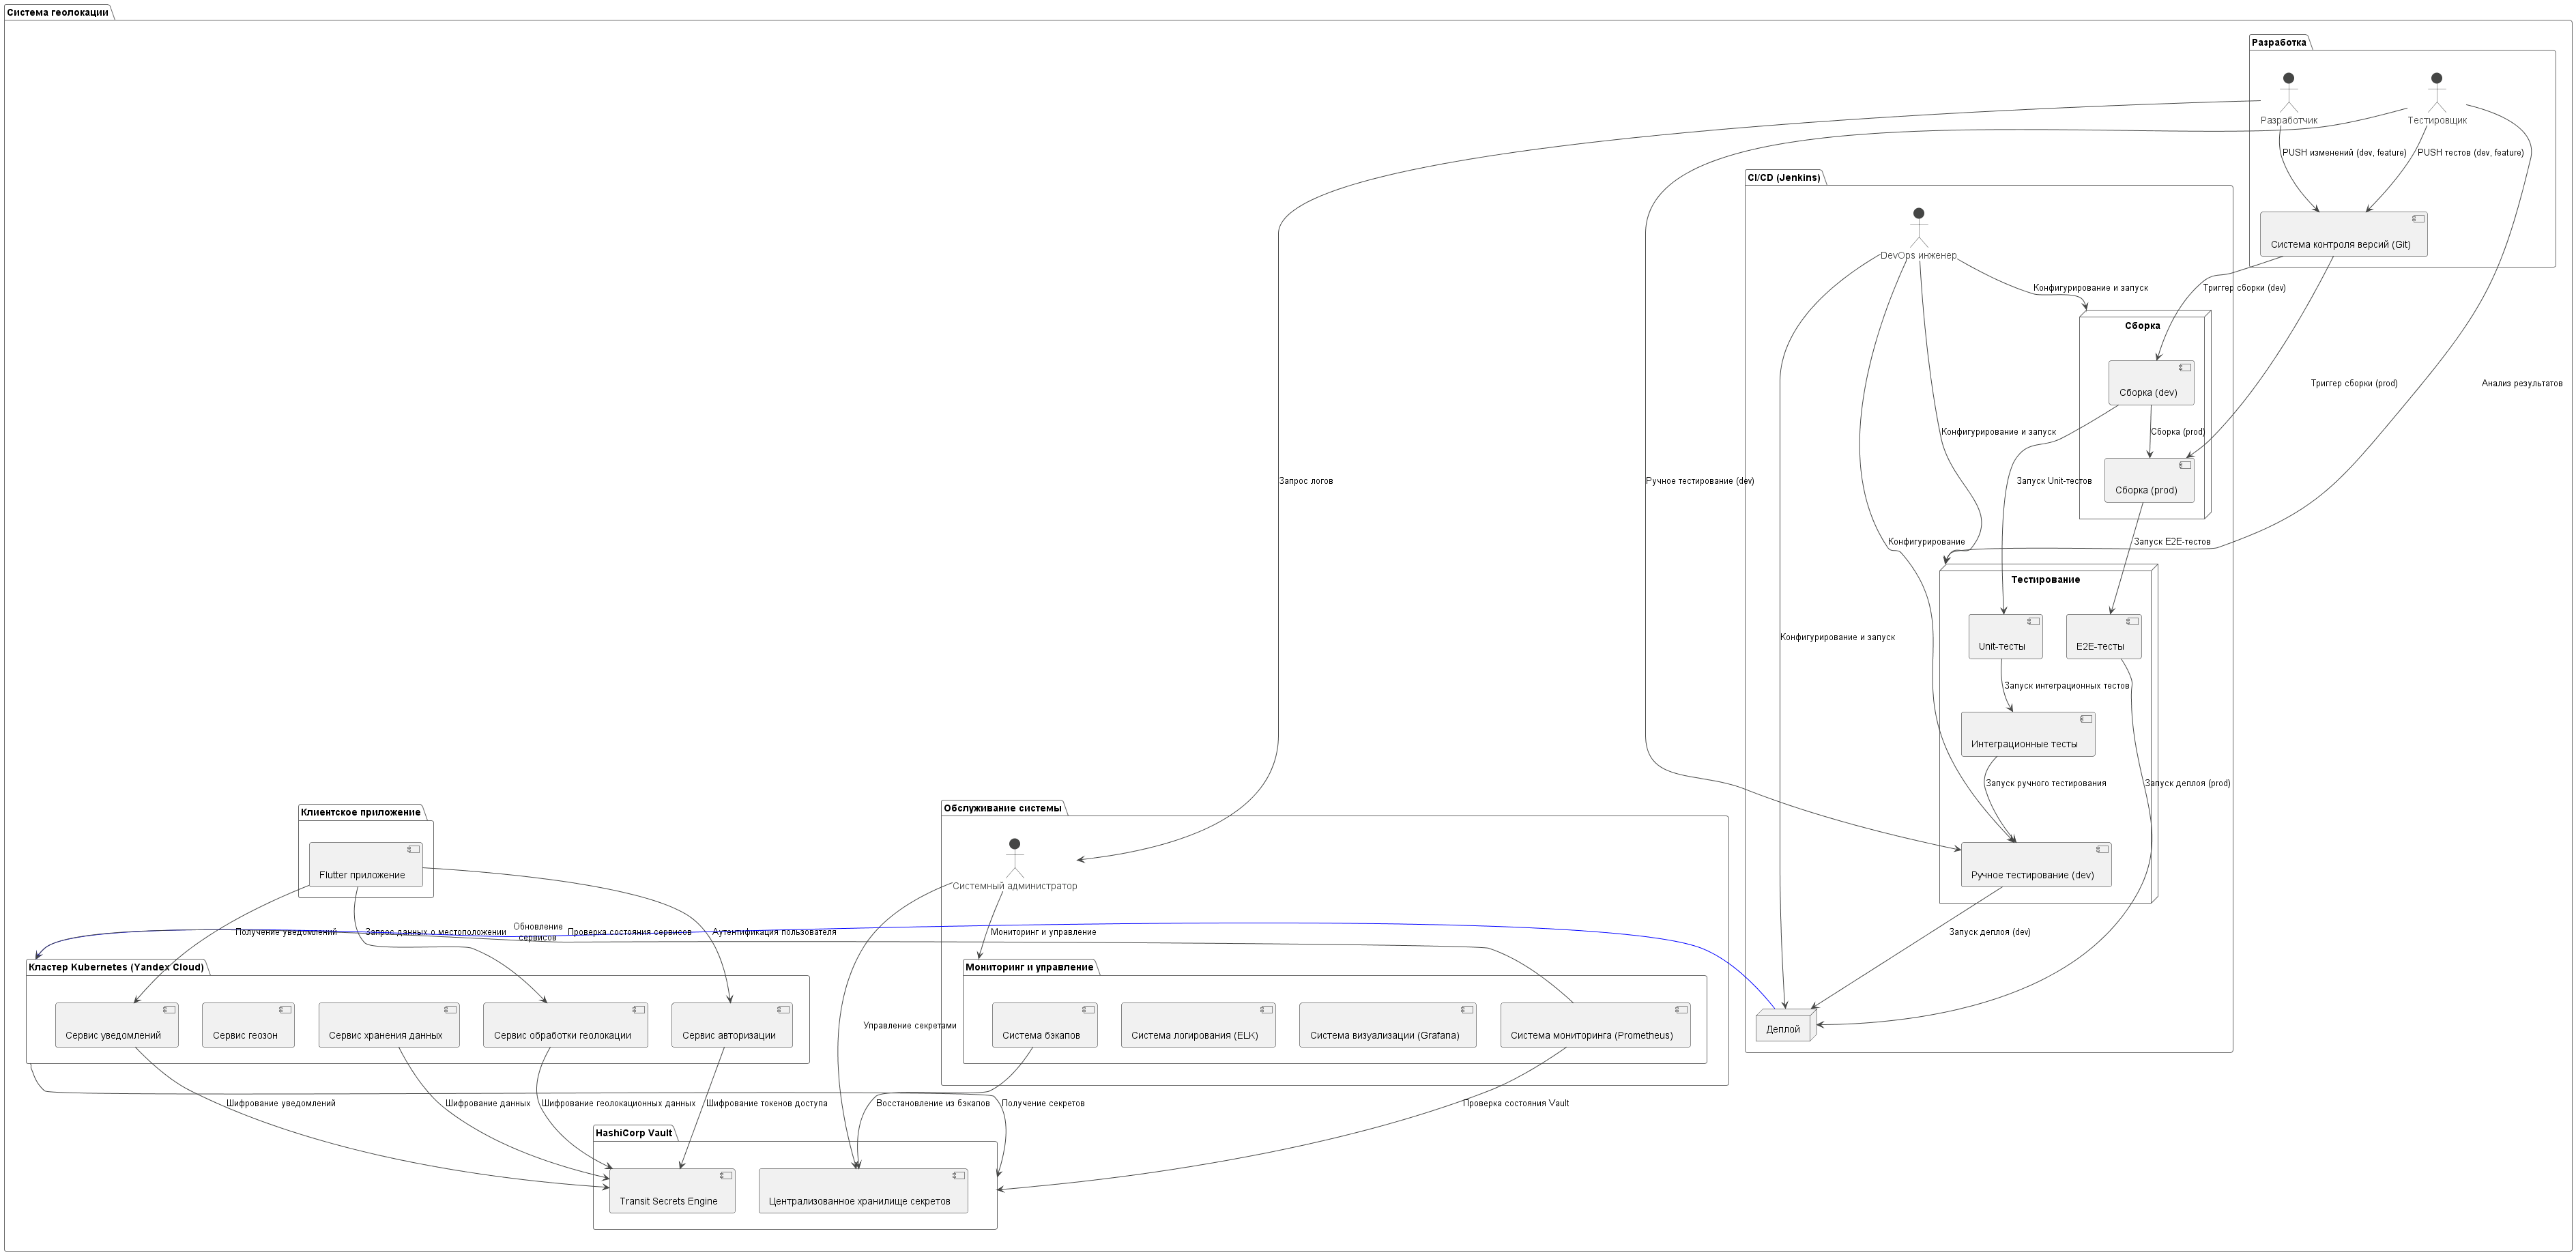 Система геолокации
Разработка
Разработчик
Тестировщик
PUSH изменений (dev, feature)
PUSH тестов (dev, feature)
CI/CD (Jenkins)
DevOps инженер
Система контроля версий (Git)
Конфигурирование и запуск
Триггер сборки (dev)
Сборка
Сборка (dev)
Триггер сборки (prod)
Анализ результатов
Конфигурирование и запуск
Сборка (prod)
Запрос логов
Ручное тестирование (dev)
Запуск Unit-тестов
Сборка (prod)
Конфигурирование
Запуск E2E-тестов
Тестирование
Конфигурирование и запуск
Unit-тесты
E2E-тесты
Запуск интеграционных тестов
Интеграционные тесты
Запуск ручного тестирования
Запуск деплоя (prod)
Клиентское приложение
Обслуживание системы
Flutter приложение
Системный администратор
Ручное тестирование (dev)
Получение уведомлений
Запрос данных о местоположении
Обновление
сервисов
Проверка состояния сервисов
Аутентификация пользователя
Мониторинг и управление
Запуск деплоя (dev)
Кластер Kubernetes (Yandex Cloud)
Мониторинг и управление
Сервис уведомлений
Сервис геозон
Сервис хранения данных
Сервис обработки геолокации
Сервис авторизации
Управление секретами
Система бэкапов
Система логирования (ELK)
Система визуализации (Grafana)
Система мониторинга (Prometheus)
Деплой
Шифрование уведомлений
Шифрование данных
Шифрование геолокационных данных
Шифрование токенов доступа
Восстановление из бэкапов
Получение секретов
Проверка состояния Vault
HashiCorp Vault
Transit Secrets Engine
Централизованное хранилище секретов